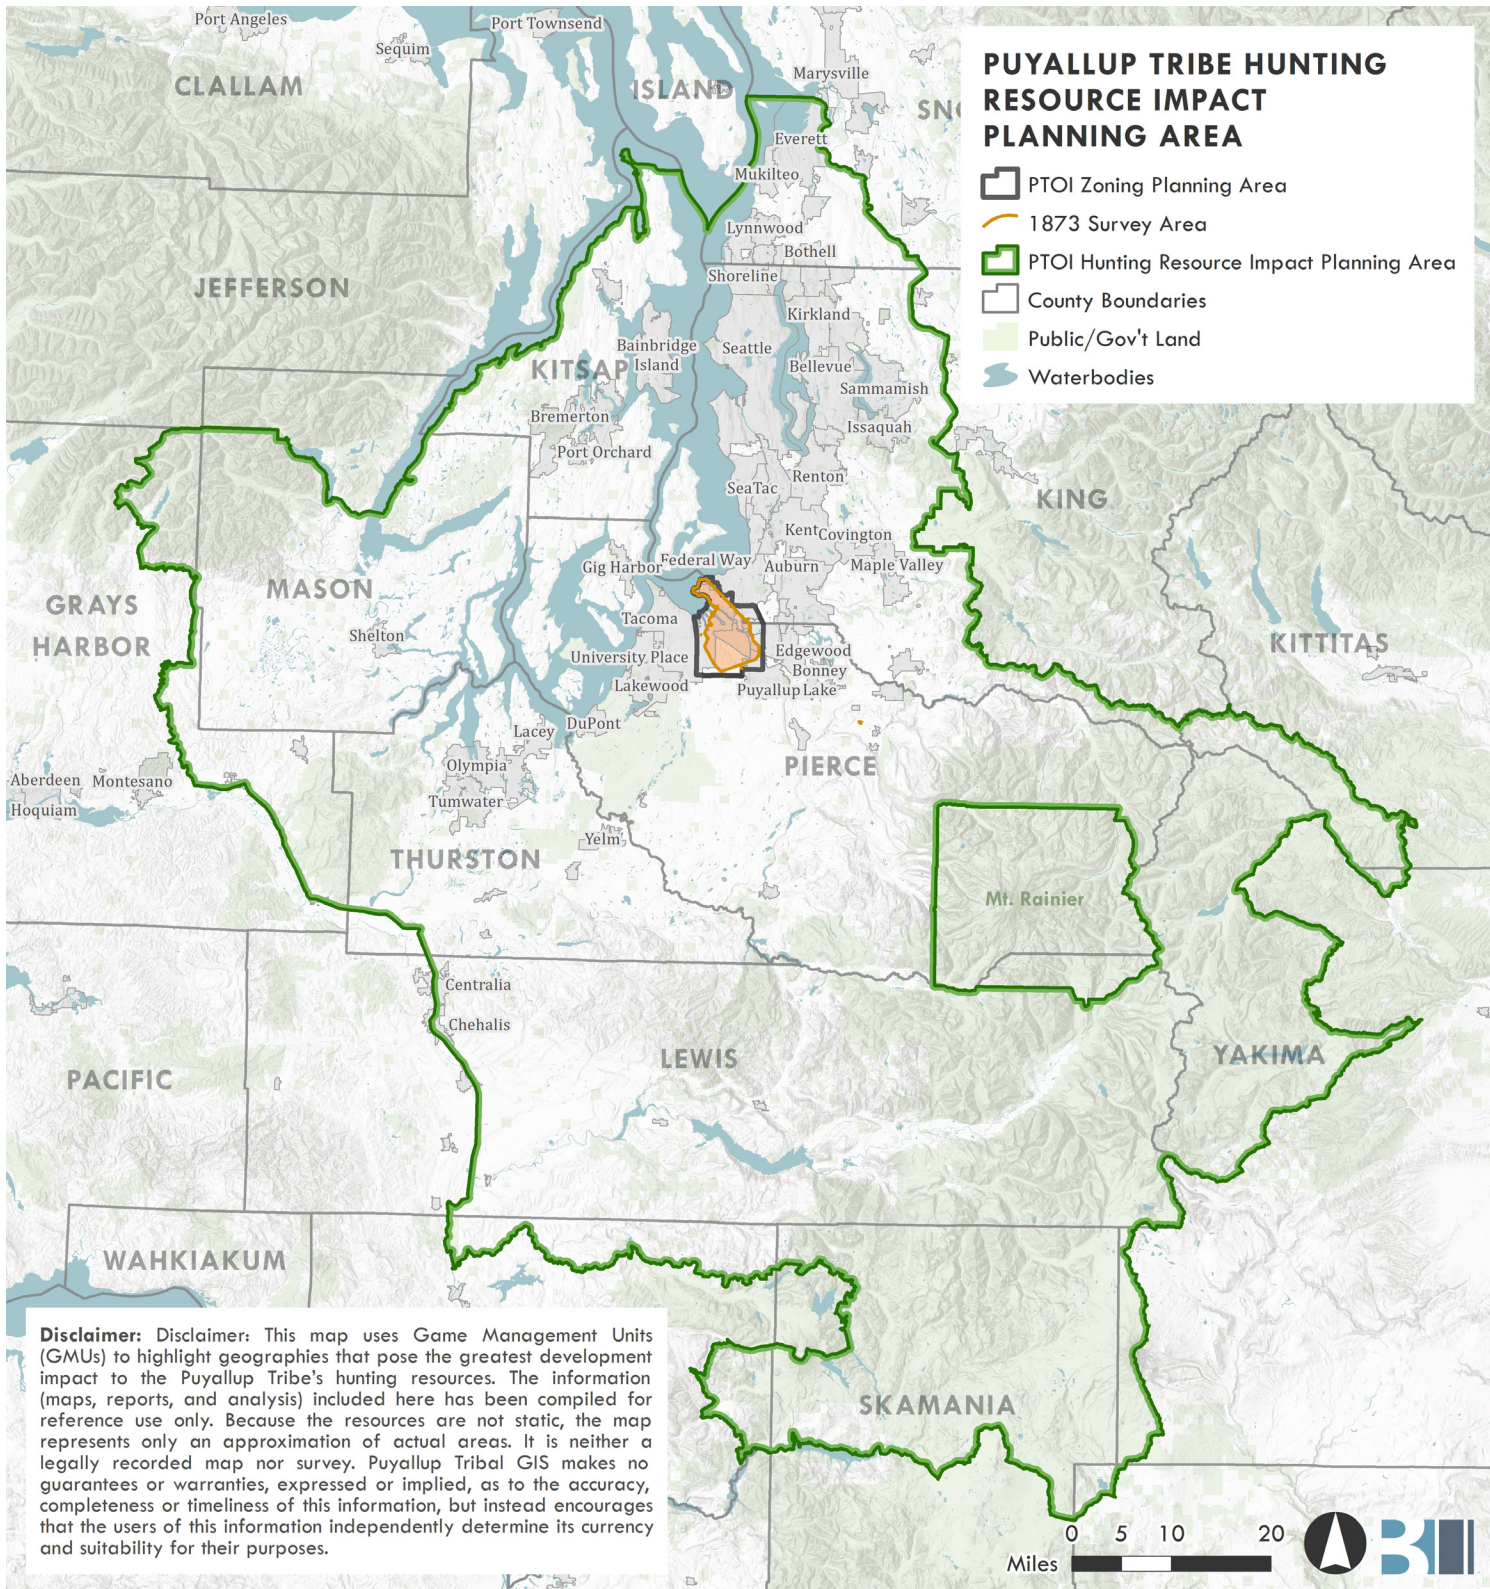 PUYALLUP TRIBE HUNTING
RESOURCE IMPACT
PLANNING AREA
PTOI Zoning Planning Area
1873 Survey Area
PTOI Hunting Resource Impact Planning Area
County Boundaries
Public/Gov't Land
Waterbodies
Port Angeles
Port Townsend
Sequim
CLALLAM
ISLAND
Marysville
SNO
Everett
Mukilteo
Lynnwood
Bothell
Shoreline
JEFFERSON
Kirkland
Bainbridge
Island
Seattle
KITSAP
Bellevue
Sammamish
Bremerton
Issaquah
Port Orchard
Renton
SeaTac
KING
Kent
Covington
Federal Way
Gig Harbor
Auburn
Maple Valley
MASON
GRAYS
HARBOR
Tacoma
Shelton
KITTITAS
University Place
Edgewood
Bonney
Lake
Lakewood
Puyallup
DuPont
Lacey
PIERCE
Olympia
Aberdeen
Montesano
Hoquiam
Tumwater
Yelm
THURSTON
Mt. Rainier
Centralia
Chehalis
LEWIS
YAKIMA
PACIFIC
WAHKIAKUM
SKAMANIA
Disclaimer: Disclaimer: This map uses Game Management Units
(GMUs) to highlight geographies that pose the greatest development
impact to the Puyallup Tribe's hunting resources. The information
(maps, reports, and analysis) included here has been compiled for
reference use only. Because the resources are not static, the map
represents only an approximation of actual areas. It is neither a
legally recorded map nor survey. Puyallup Tribal GIS makes no
guarantees or warranties, expressed or implied, as to the accuracy,
completeness or timeliness of this information, but instead encourages
that the users of this information independently determine its currency
and suitability for their purposes.
0 5 10 20
Miles